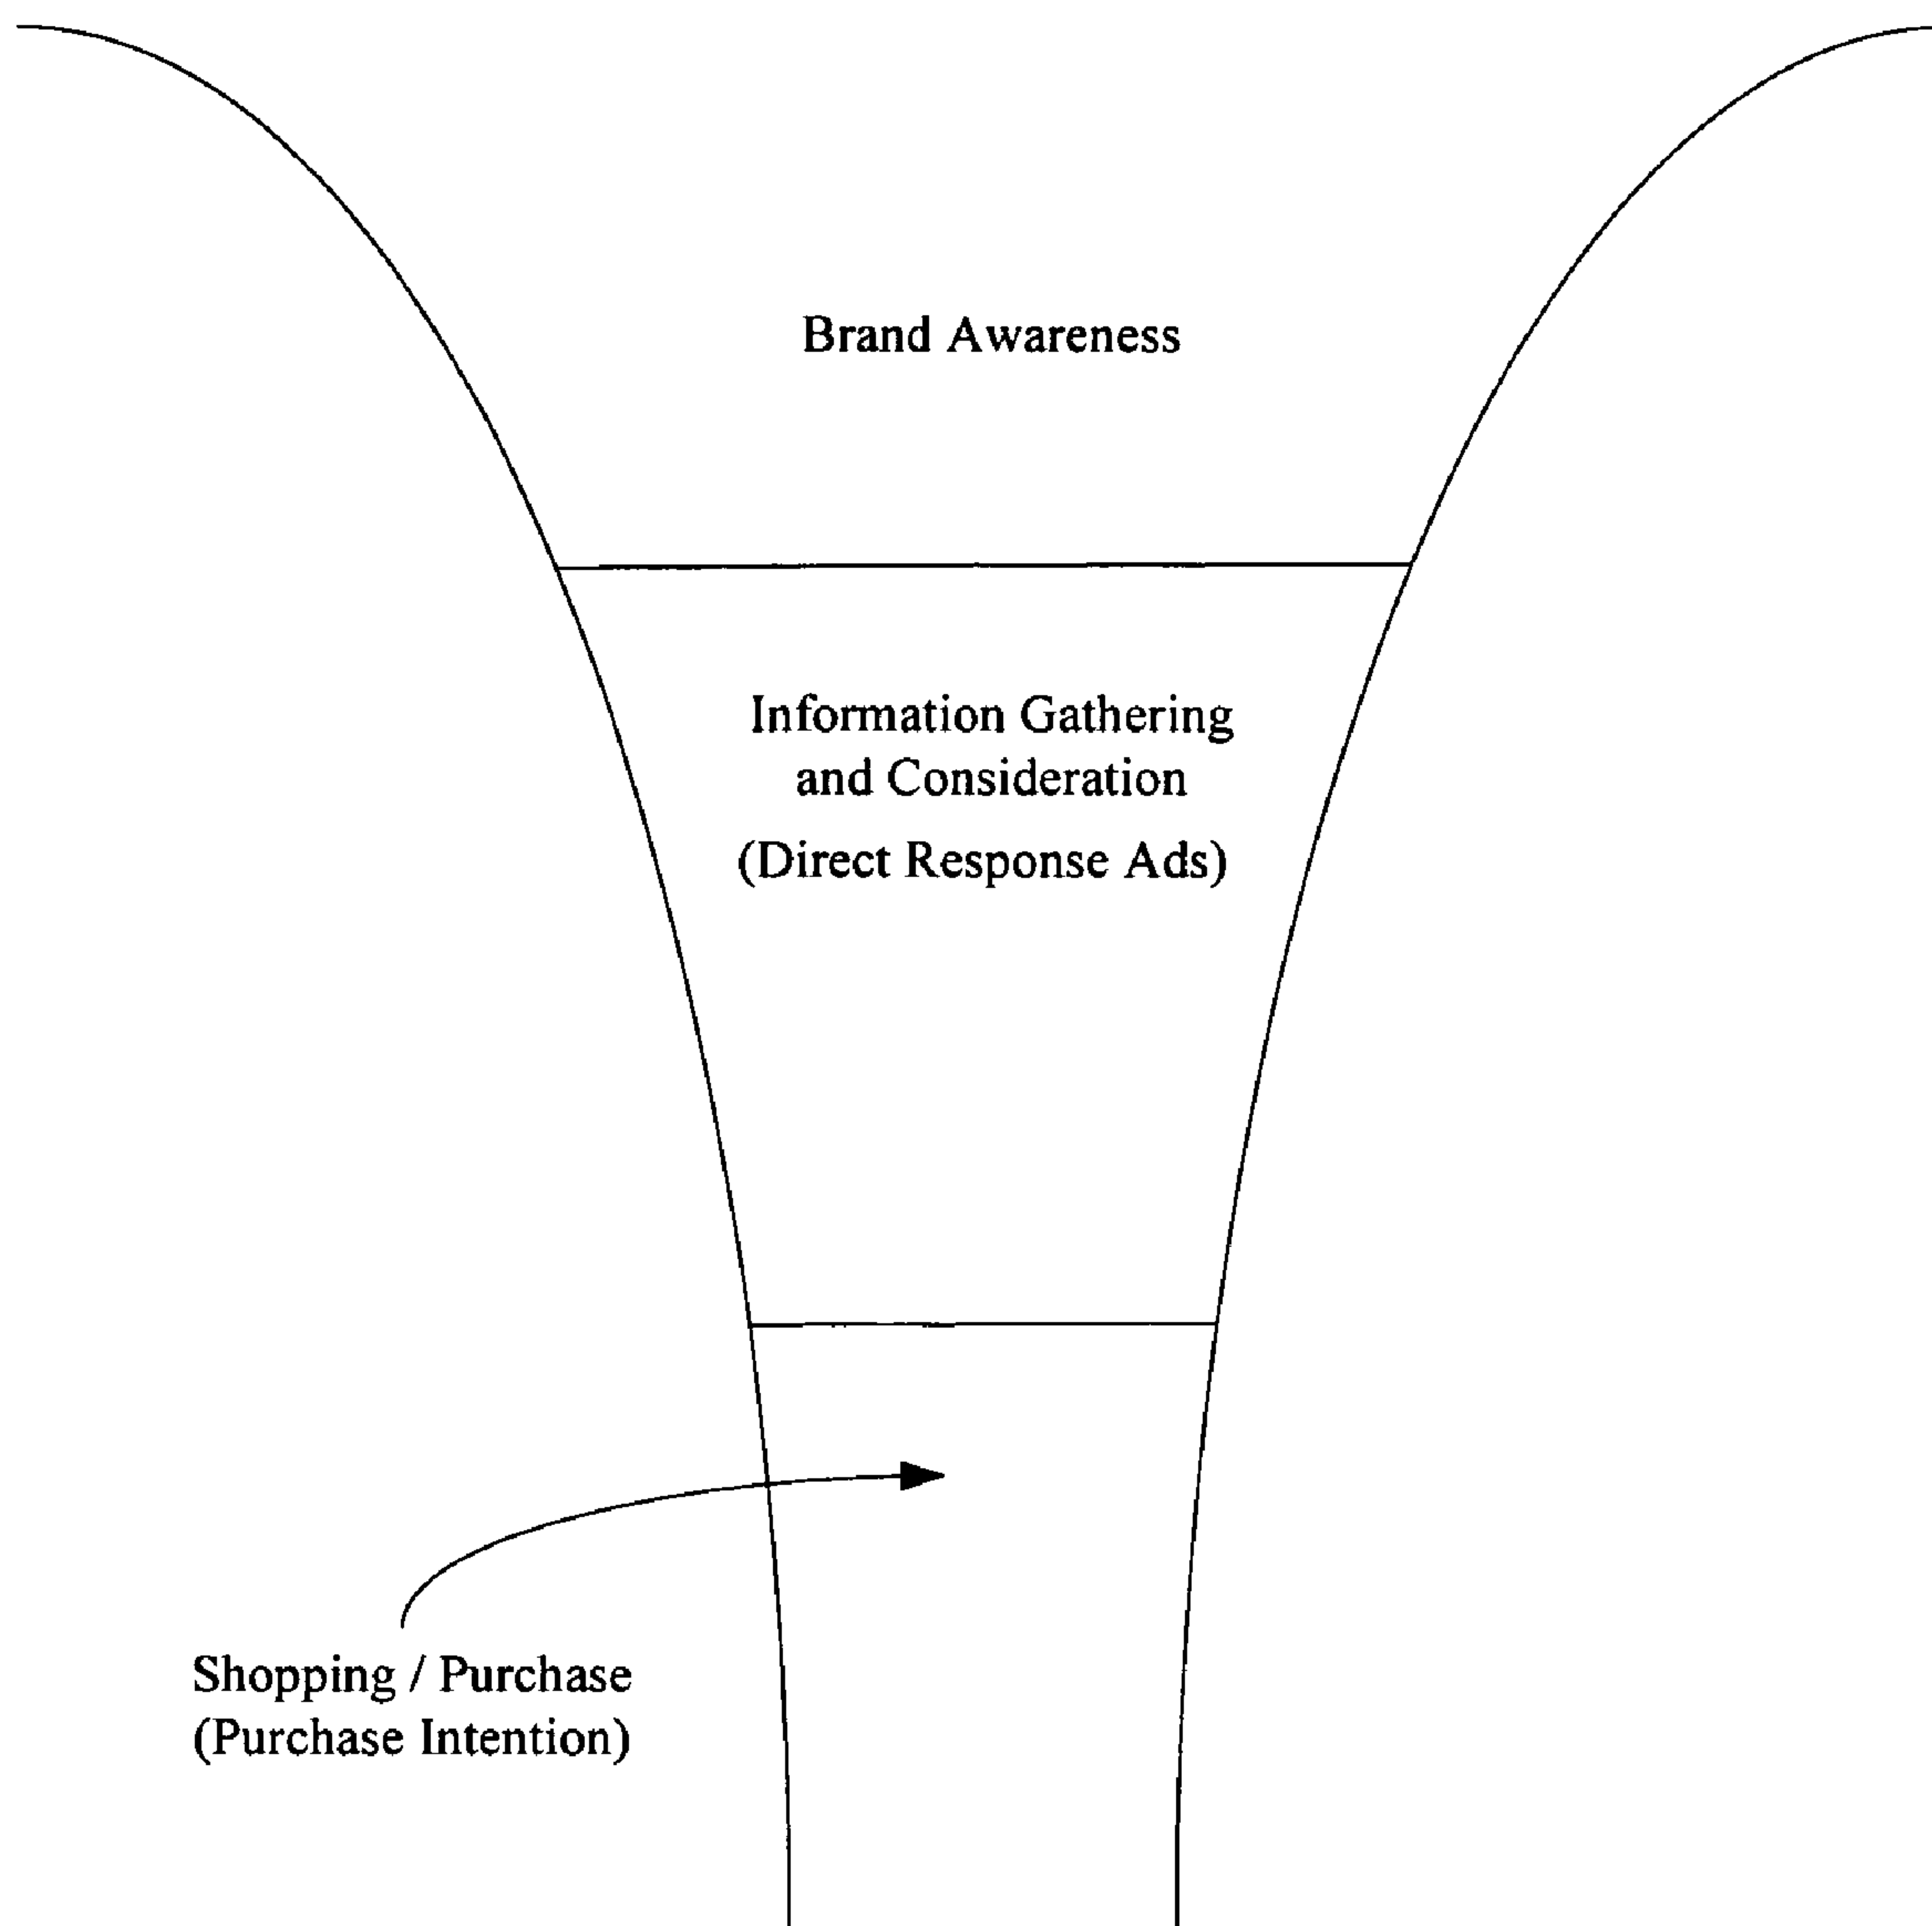 Brand Awareness
Information Gathering
and Consideration
(Direct Response Ads)
Shopping / Purchase
(Purchase Intention)